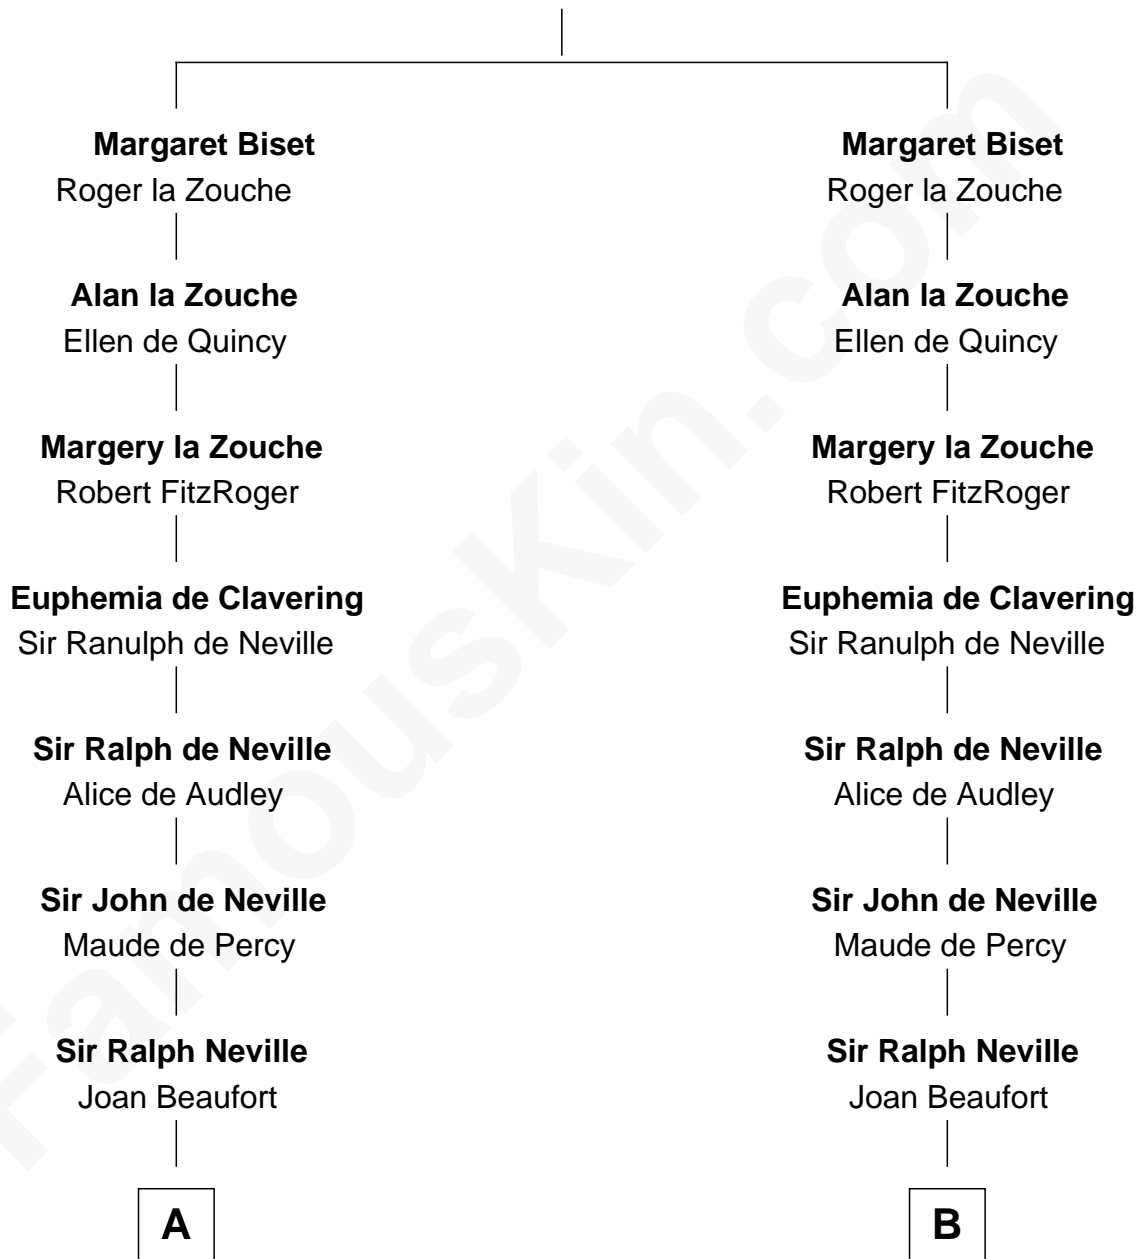 Margaret Biset
Roger la Zouche
Alan la Zouche
Ellen de Quincy
Margery la Zouche
Robert FitzRoger
Euphemia de Clavering
Sir Ranulph de Neville
Sir Ralph de Neville
Alice de Audley
Sir John de Neville
Maude de Percy
Sir Ralph Neville
Joan Beaufort
A
Margaret Biset
Roger la Zouche
Alan la Zouche
Ellen de Quincy
Margery la Zouche
Robert FitzRoger
Euphemia de Clavering
Sir Ranulph de Neville
Sir Ralph de Neville
Alice de Audley
Sir John de Neville
Maude de Percy
Sir Ralph Neville
Joan Beaufort
B
FamousKin.com